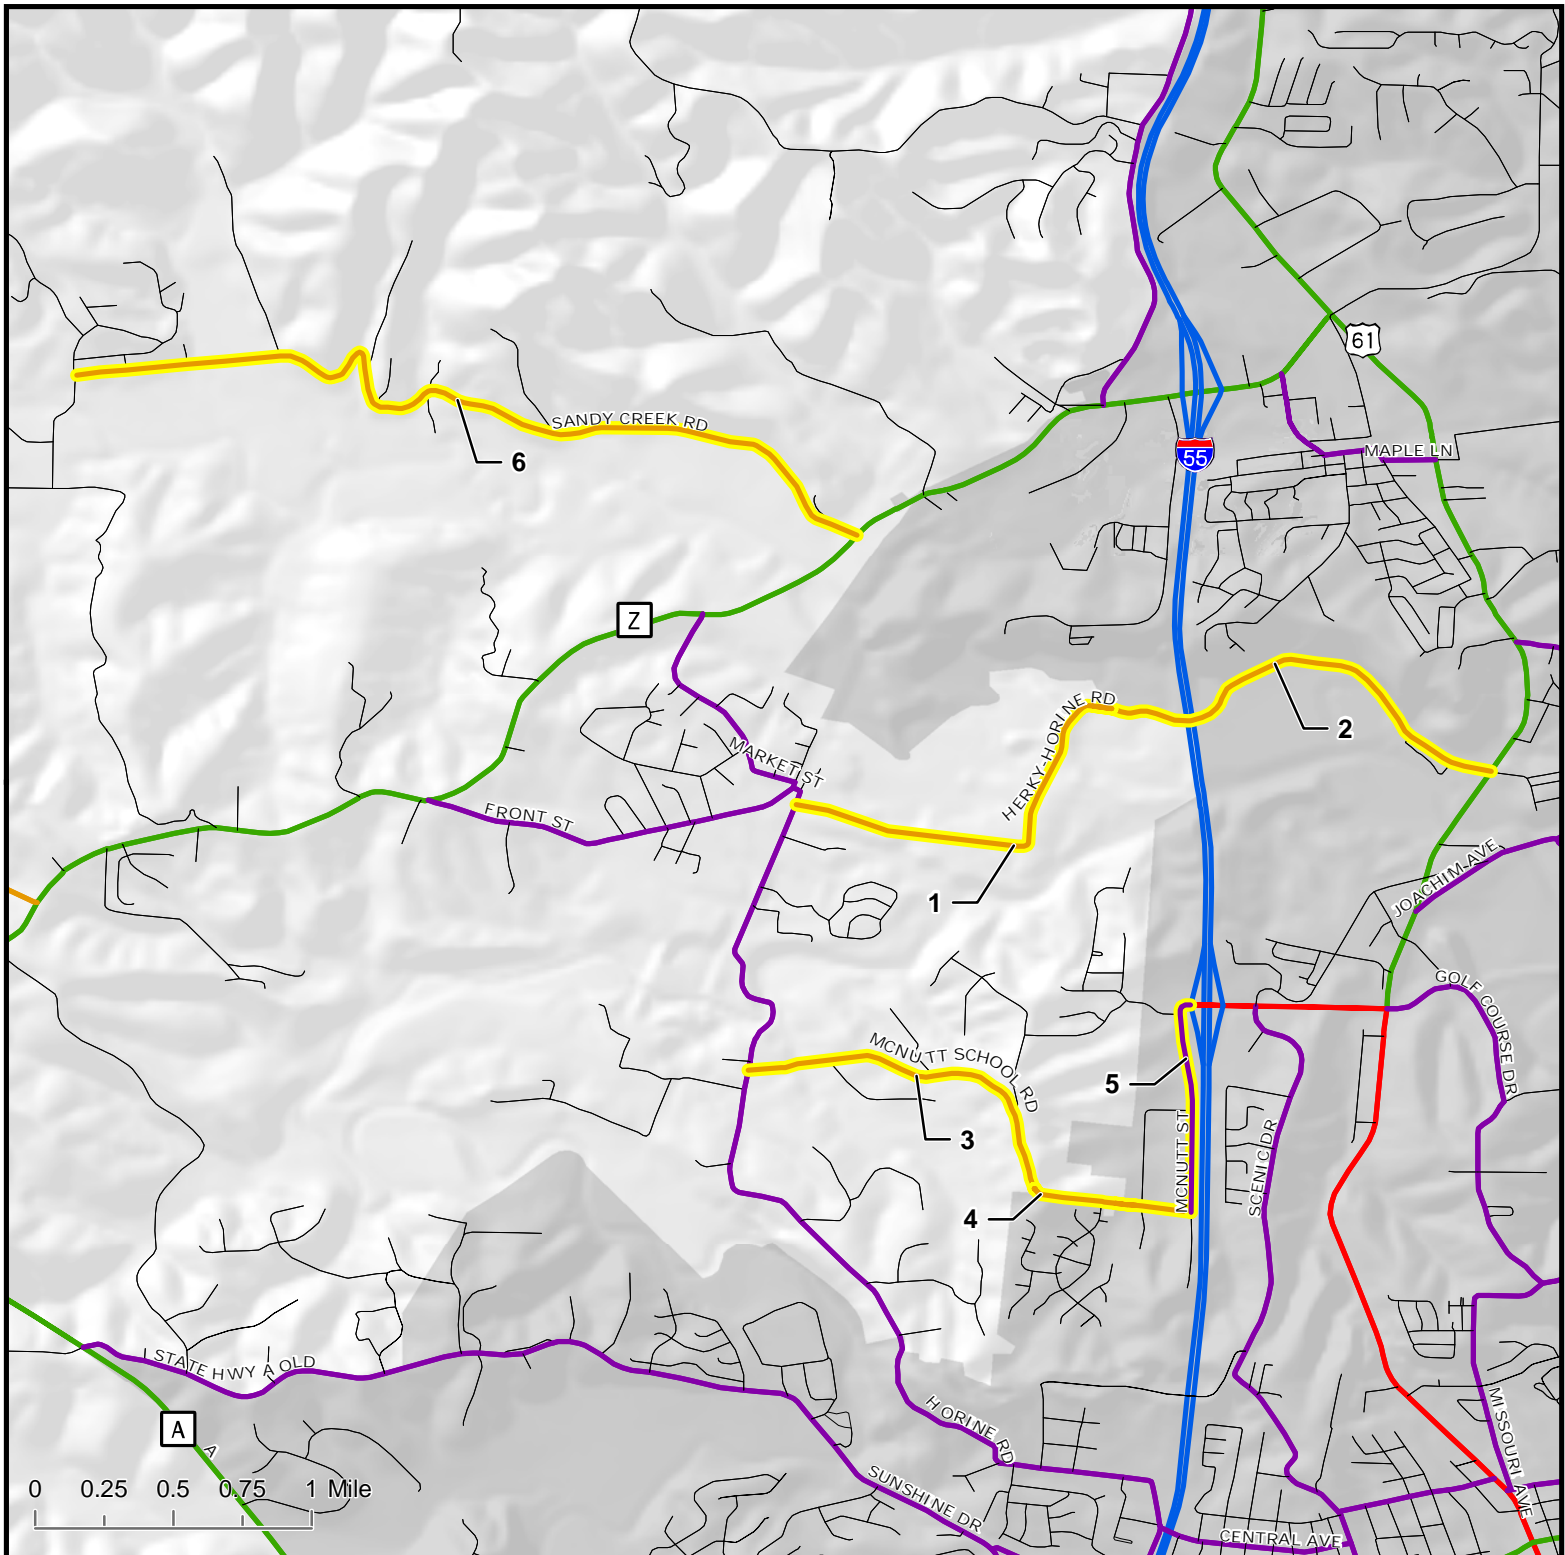 61
SANDY CREEK RD
MAPLE LN
55
6
Z
HERKY-HORINE RD
2
MARKET ST
FRONT ST
1
JOACHIM AVE
GOLF COURSE DR
MCNUTT SCHOOL RD
5
3
MCNUTT ST
SCENIC DR
4
STATE HWY A OLD
A
A
HORINE RD
MISSOURI AVE
SUNSHINE DR
CENTRAL AVE
0 0.25 0.5 0.75 1 Mile